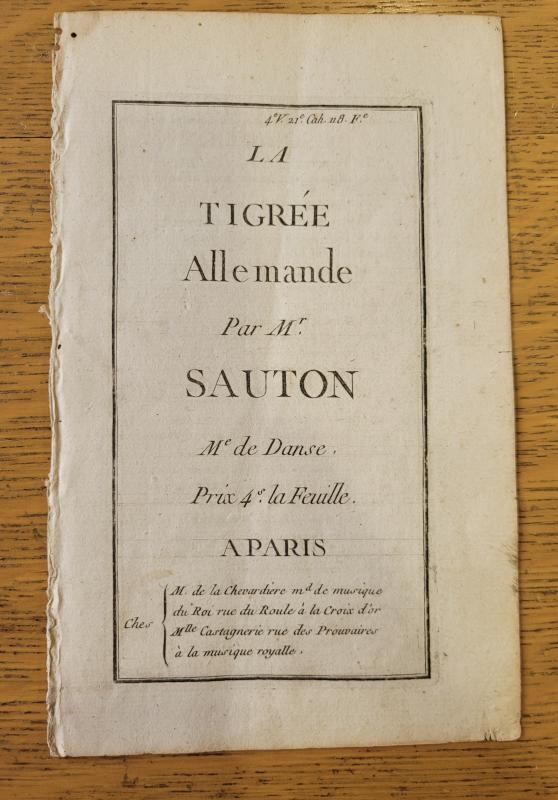 4.e V. 21.e Cah. 118. F.e
LA
TIGRÉE
Allemande
Par M.r
SAUTON
M.e de Danse.
Prix 4.s la Feuille.
A PARIS
Ches
M. de la Chevardiere m.d de musique
du Roi rue du Roule à la Croix d'or
M.lle Castagnerie rue des Prouvaires
à la musique royalle.